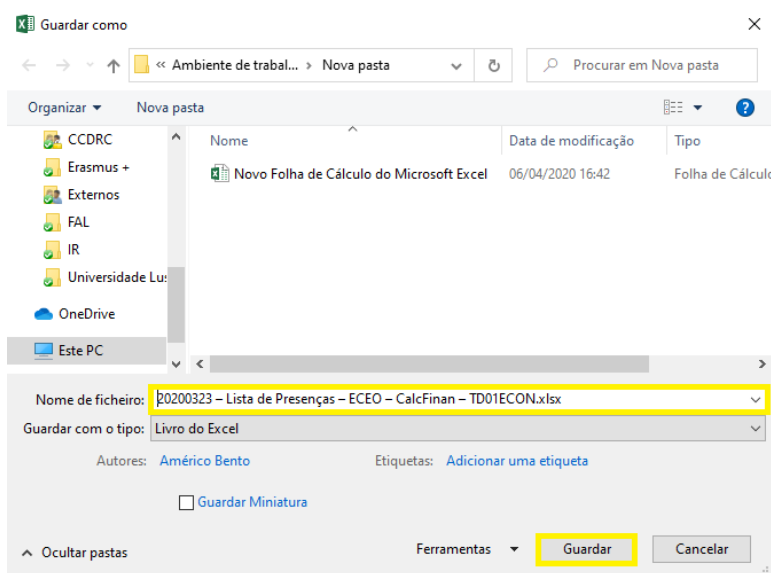 Guardar como
« Ambiente de trabal... › Nova pasta
Procurar em Nova pasta
Organizar
Nova pasta
Nome
Data de modificação
Tipo
CCDRC
Erasmus +
Externos
FAL
IR
Universidade Lus
OneDrive
Este PC
Novo Folha de Cálculo do Microsoft Excel
06/04/2020 16:42
Folha de Cálculo
Nome de ficheiro: 20200323 – Lista de Presenças – ECEO – CalcFinan – TD01ECON.xlsx
Guardar com o tipo: Livro do Excel
Autores: Américo Bento
Etiquetas: Adicionar uma etiqueta
Guardar Miniatura
Ocultar pastas
Ferramentas
Guardar
Cancelar